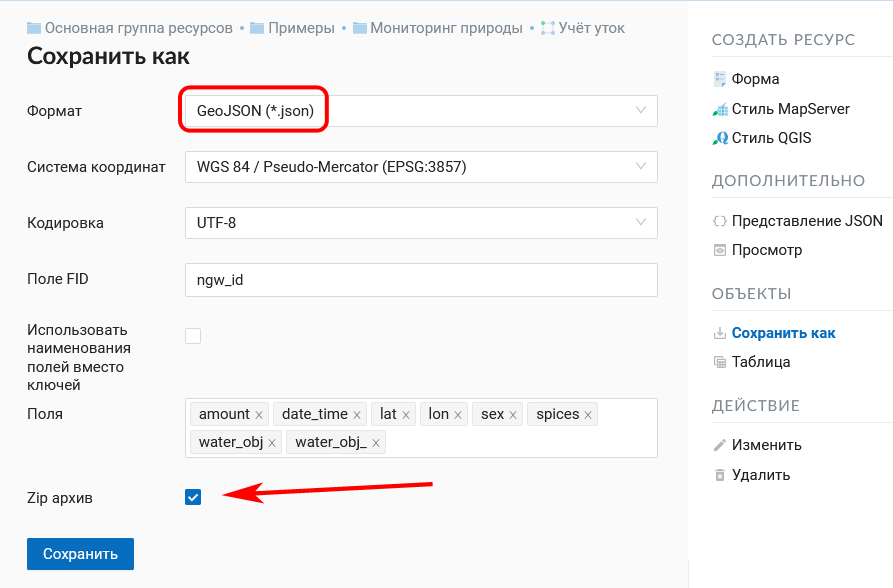 Основная группа ресурсов • Примеры • Мониторинг природы • Учёт уток
Сохранить как
Формат
GeoJSON (*.json)
Система координат
WGS 84 / Pseudo-Mercator (EPSG:3857)
Кодировка
UTF-8
Поле FID
ngw_id
Использовать
наименования
полей вместо
ключей
Поля
amount × date_time × lat × lon × sex × spices ×
water_obj × water_obj_ ×
Zip архив
Сохранить
СОЗДАТЬ РЕСУРС
Форма
Стиль MapServer
Стиль QGIS
ДОПОЛНИТЕЛЬНО
Представление JSON
Просмотр
ОБЪЕКТЫ
Сохранить как
Таблица
ДЕЙСТВИЕ
Изменить
Удалить